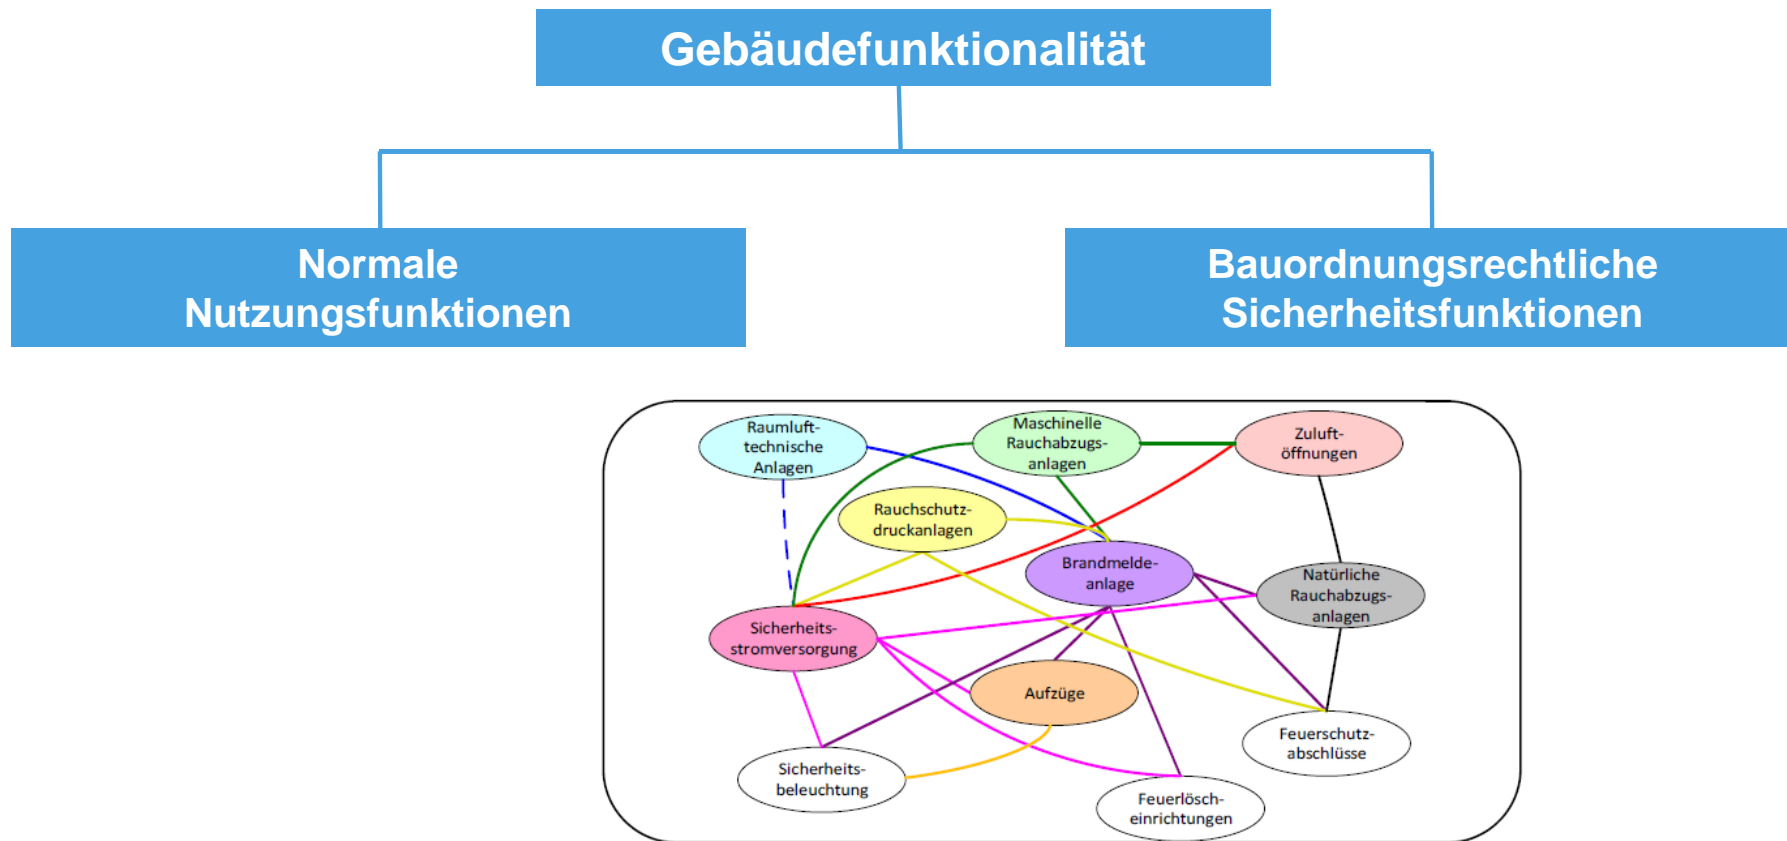 Gebäudefunktionalität
Normale
Nutzungsfunktionen
Bauordnungsrechtliche
Sicherheitsfunktionen
Raumluft-
technische
Anlagen
Maschinelle
Rauchabzugs-
anlagen
Zuluft-
öffnungen
Rauchschutz-
druckanlagen
Brandmelde-
anlage
Natürliche
Rauchabzugs-
anlagen
Sicherheits-
stromversorgung
Aufzüge
Feuerschutz-
abschlüsse
Sicherheits-
beleuchtung
Feuerlösch-
einrichtungen